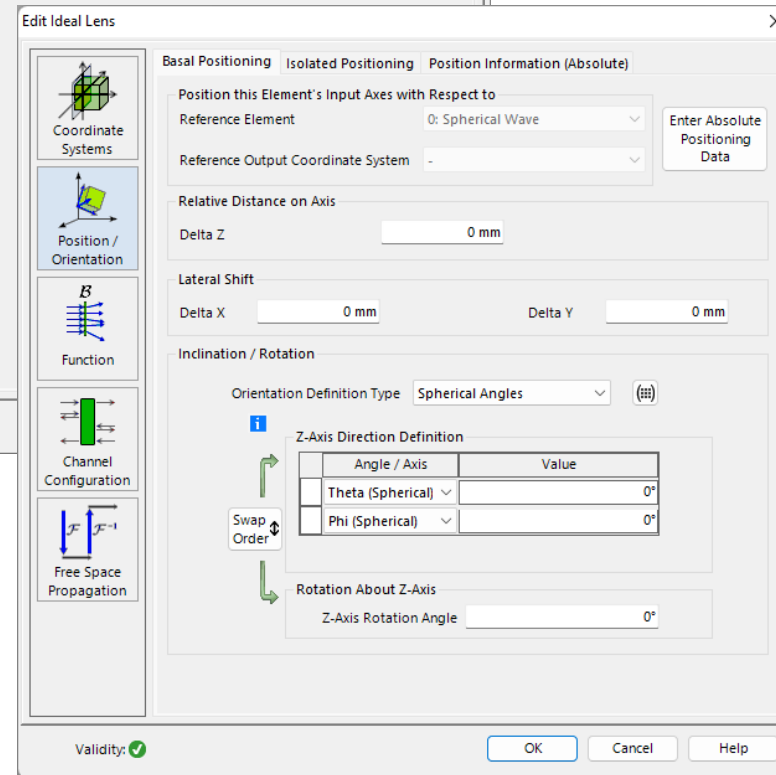 Edit Ideal Lens
Coordinate
Systems
Position /
Orientation
B
Function
Channel
Configuration
F F⁻¹
Free Space
Propagation
Basal Positioning Isolated Positioning Position Information (Absolute)
Position this Element's Input Axes with Respect to
Reference Element 0: Spherical Wave
Reference Output Coordinate System -
Enter Absolute
Positioning
Data
Relative Distance on Axis
Delta Z 0 mm
Lateral Shift
Delta X 0 mm Delta Y 0 mm
Inclination / Rotation
Orientation Definition Type Spherical Angles
i
Z-Axis Direction Definition
Angle / Axis Value
Theta (Spherical) 0°
Phi (Spherical) 0°
Swap
Order
Rotation About Z-Axis
Z-Axis Rotation Angle 0°
Validity: OK Cancel Help